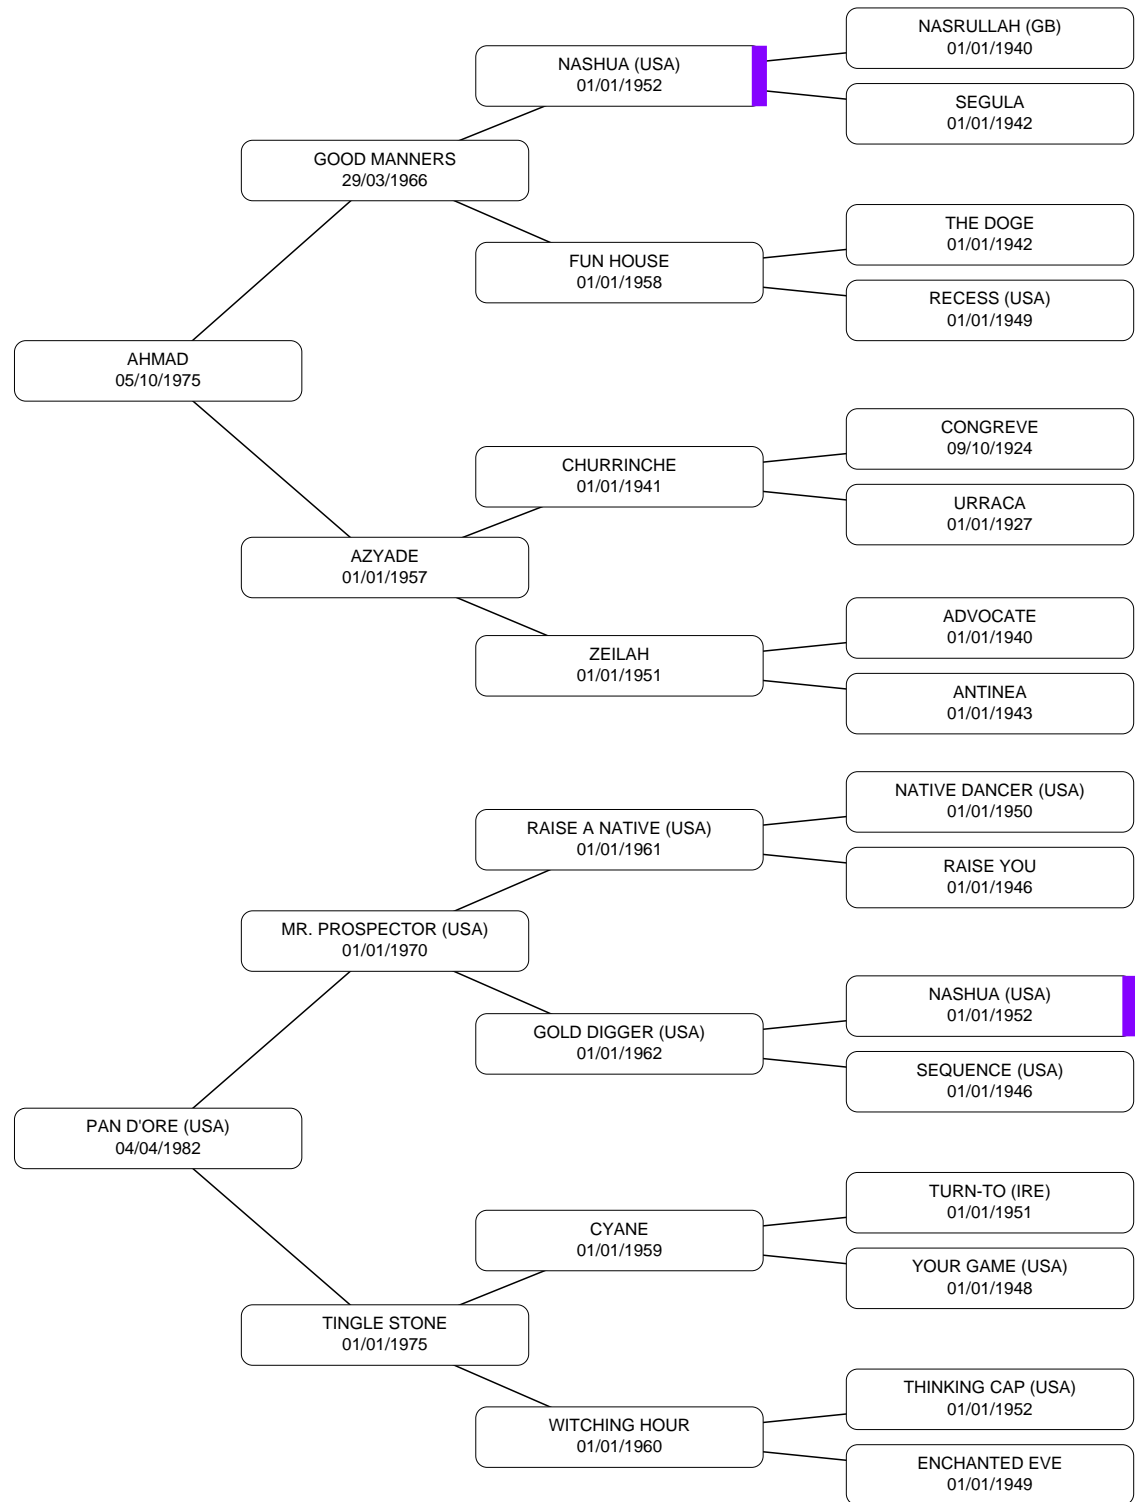 NASRULLAH (GB)
01/01/1940
NASHUA (USA)
01/01/1952
SEGULA
01/01/1942
GOOD MANNERS
29/03/1966
THE DOGE
01/01/1942
FUN HOUSE
01/01/1958
RECESS (USA)
01/01/1949
AHMAD
05/10/1975
CONGREVE
09/10/1924
CHURRINCHE
01/01/1941
URRACA
01/01/1927
AZYADE
01/01/1957
ADVOCATE
01/01/1940
ZEILAH
01/01/1951
ANTINEA
01/01/1943
NATIVE DANCER (USA)
01/01/1950
RAISE A NATIVE (USA)
01/01/1961
RAISE YOU
01/01/1946
MR. PROSPECTOR (USA)
01/01/1970
NASHUA (USA)
01/01/1952
GOLD DIGGER (USA)
01/01/1962
SEQUENCE (USA)
01/01/1946
PAN D'ORE (USA)
04/04/1982
TURN-TO (IRE)
01/01/1951
CYANE
01/01/1959
YOUR GAME (USA)
01/01/1948
TINGLE STONE
01/01/1975
THINKING CAP (USA)
01/01/1952
WITCHING HOUR
01/01/1960
ENCHANTED EVE
01/01/1949